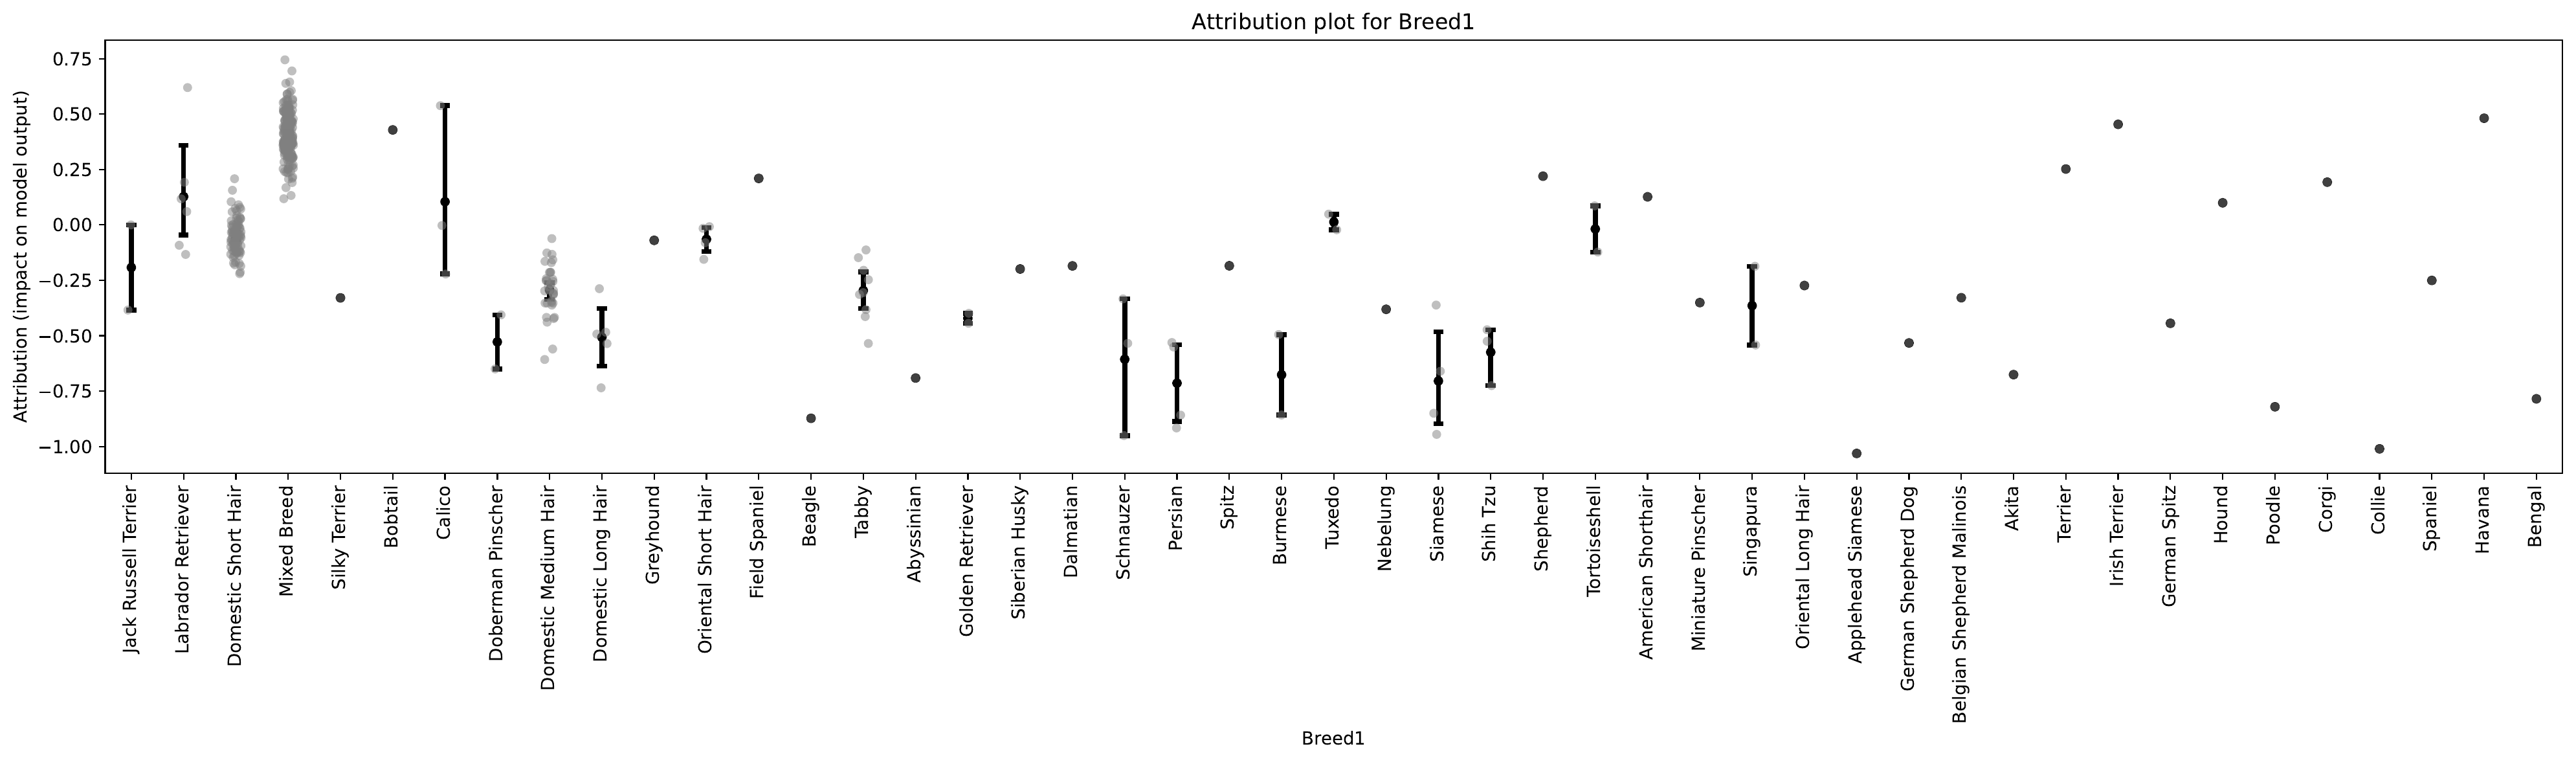 Attribution plot for Breed1
Attribution (impact on model output)
0.75
0.50
0.25
0.00
−0.25
−0.50
−0.75
−1.00
Jack Russell Terrier
Labrador Retriever
Domestic Short Hair
Mixed Breed
Silky Terrier
Bobtail
Calico
Doberman Pinscher
Domestic Medium Hair
Domestic Long Hair
Greyhound
Oriental Short Hair
Field Spaniel
Beagle
Tabby
Abyssinian
Golden Retriever
Siberian Husky
Dalmatian
Schnauzer
Persian
Spitz
Burmese
Tuxedo
Nebelung
Siamese
Shih Tzu
Shepherd
Tortoiseshell
American Shorthair
Miniature Pinscher
Singapura
Oriental Long Hair
Applehead Siamese
German Shepherd Dog
Belgian Shepherd Malinois
Akita
Terrier
Irish Terrier
German Spitz
Hound
Poodle
Corgi
Collie
Spaniel
Havana
Bengal
Breed1